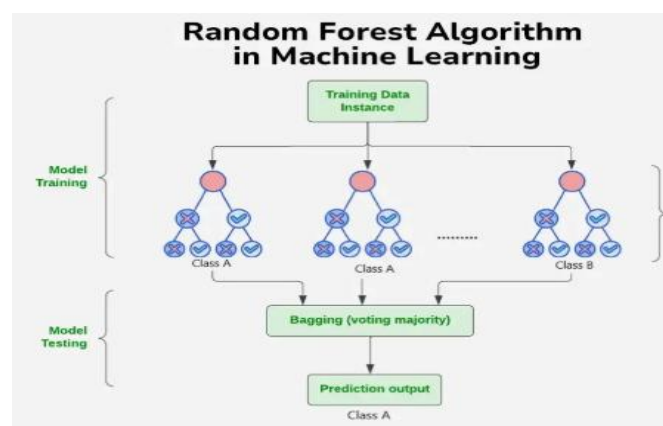 Random Forest Algorithm
in Machine Learning
Training Data
Instance
Model
Training
Class A
Class A
.........
Class B
Bagging (voting majority)
Model
Testing
Prediction output
Class A